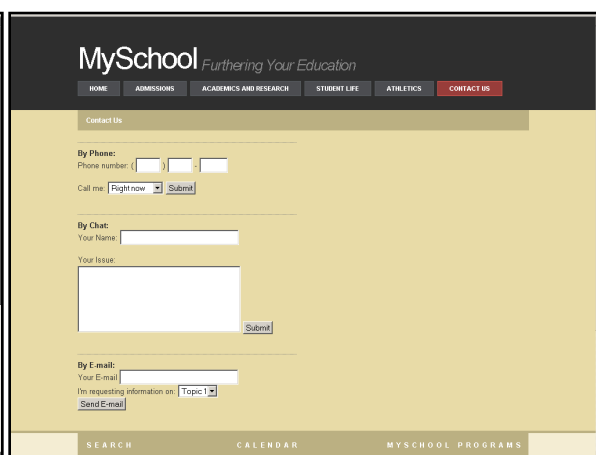 MySchool Furthering Your Education
HOME ADMISSIONS ACADEMICS AND RESEARCH STUDENT LIFE ATHLETICS CONTACT US
Contact Us
By Phone:
Phone number: ( ) -
Call me: Right now Submit
By Chat:
Your Name:
Your Issue:
Submit
By E-mail:
Your E-mail
I'm requesting information on: Topic 1
Send E-mail
SEARCH CALENDAR MYSCHOOL PROGRAMS